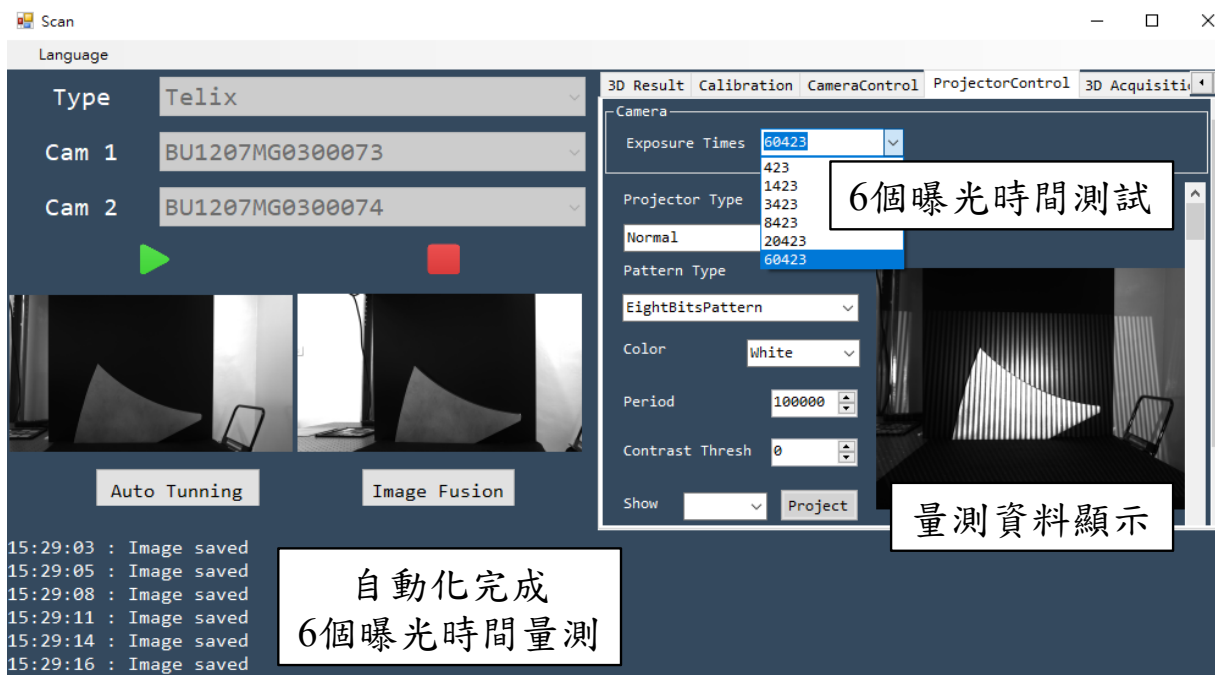 Scan
Language
Type
Telix
Cam 1
BU1207MG0300073
Cam 2
BU1207MG0300074
Auto Tunning
Image Fusion
3D Result
Calibration
CameraControl
ProjectorControl
3D Acquisiti
Camera
Exposure Times
60423
423
1423
3423
8423
20423
60423
6個曝光時間測試
Projector Type
Normal
Pattern Type
EightBitsPattern
Color
White
Period
100000
Contrast Thresh
0
Show
Project
量測資料顯示
15:29:03 : Image saved
15:29:05 : Image saved
15:29:08 : Image saved
15:29:11 : Image saved
15:29:14 : Image saved
15:29:16 : Image saved
自動化完成
6個曝光時間量測